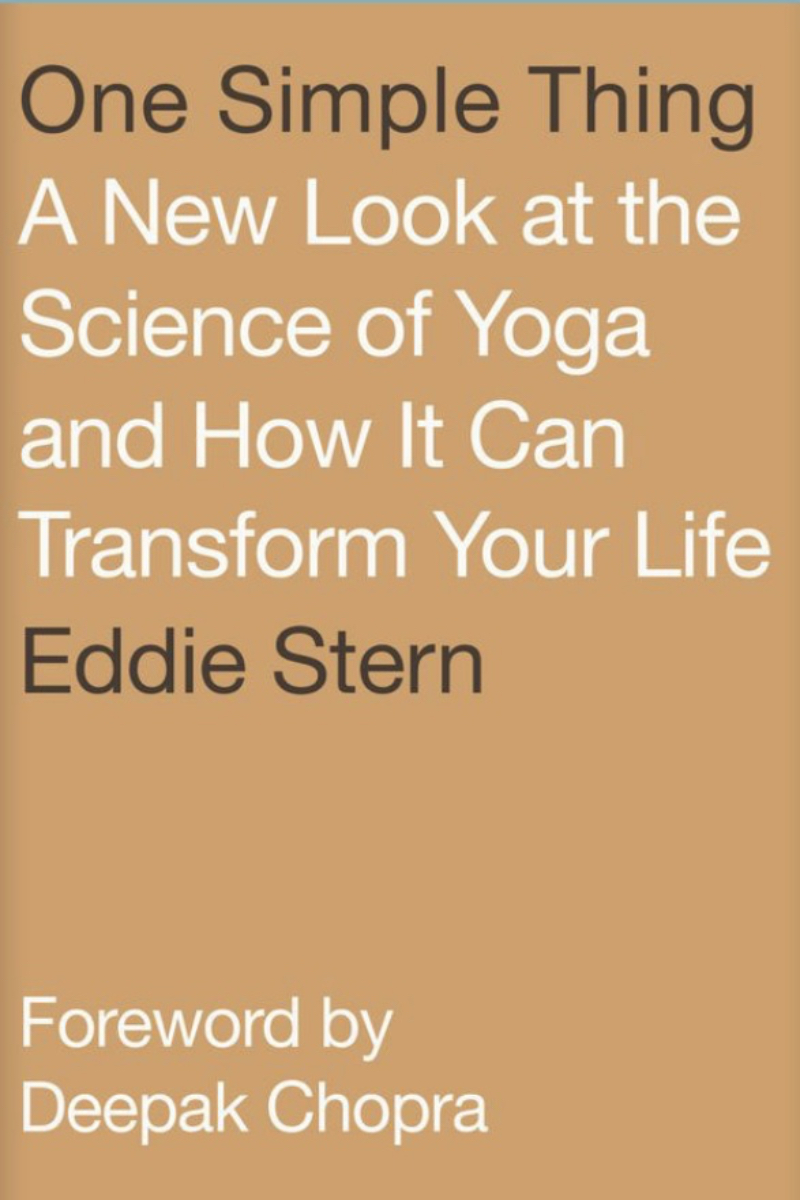 One Simple Thing
A New Look at the
Science of Yoga
and How It Can
Transform Your Life
Eddie Stern
Foreword by
Deepak Chopra